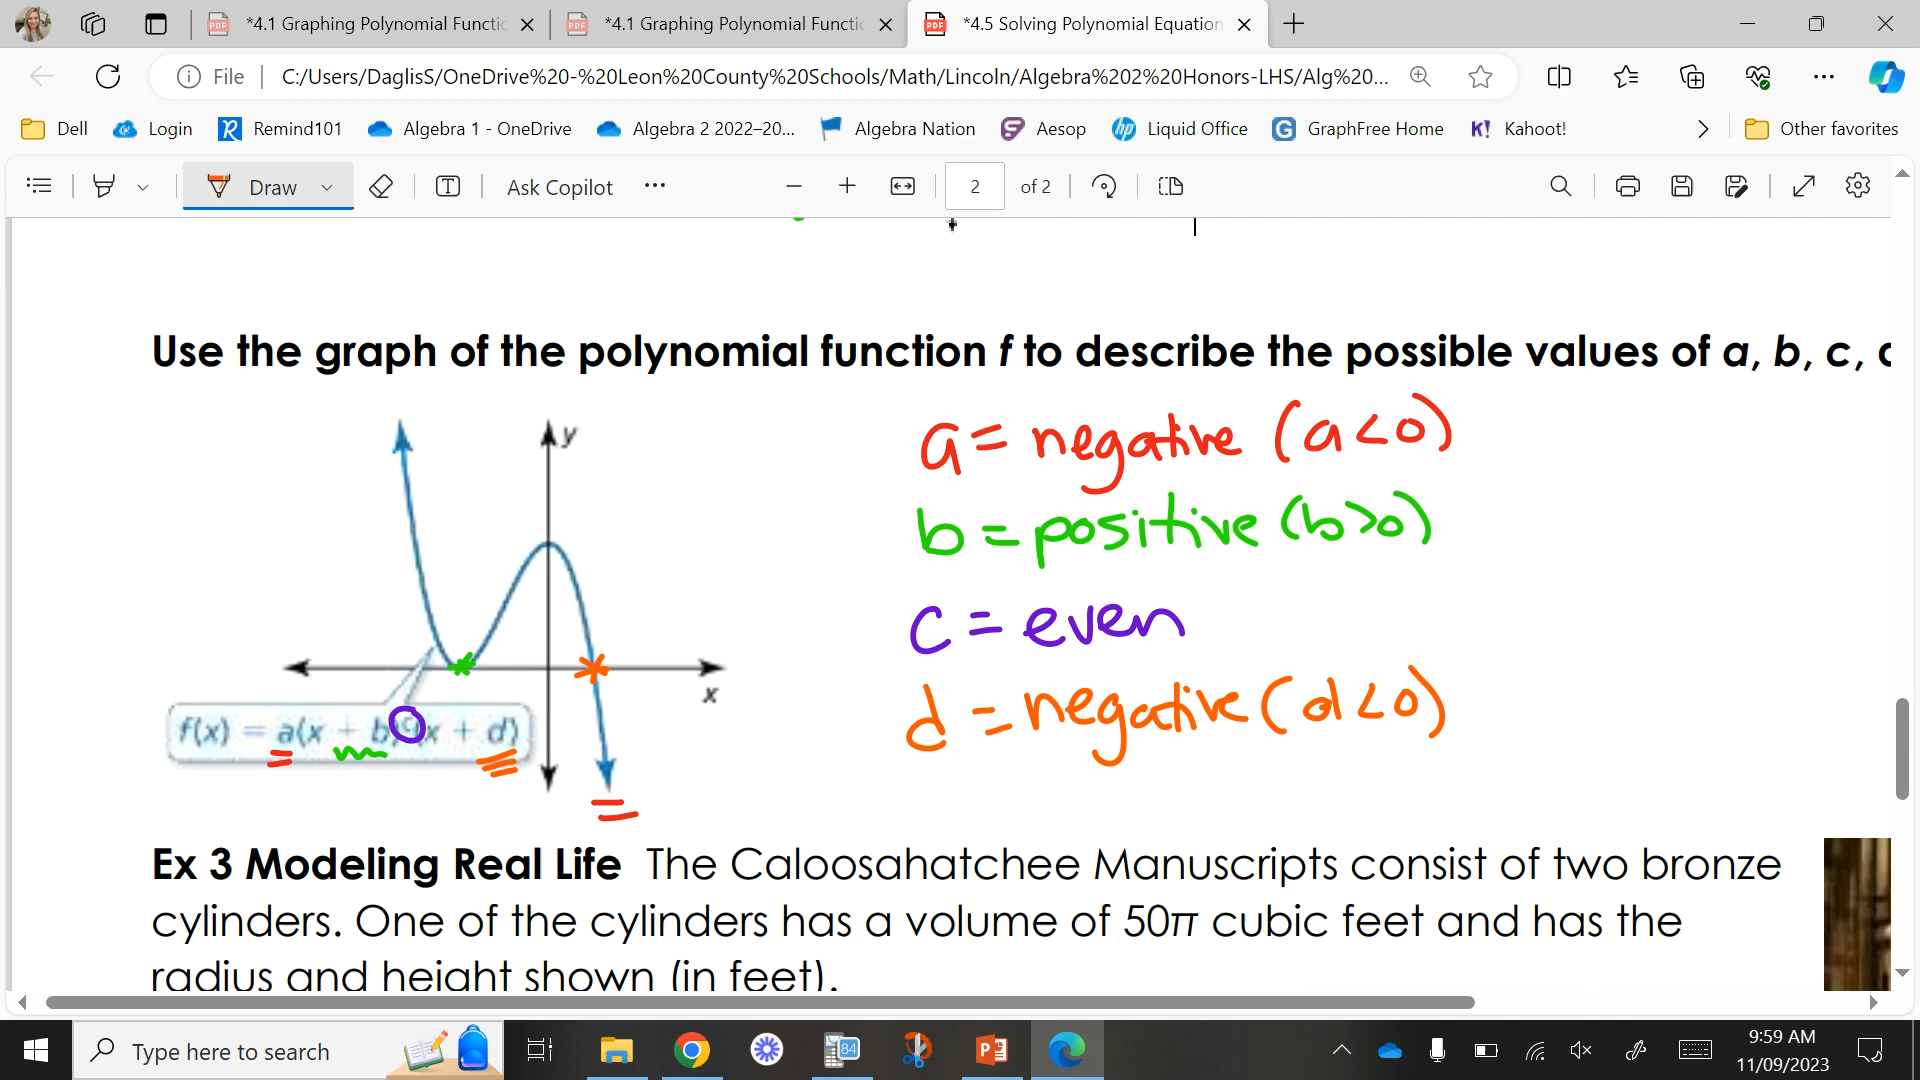 *4.1 Graphing Polynomial Functio
*4.1 Graphing Polynomial Functio
*4.5 Solving Polynomial Equation
File
C:/Users/DaglisS/OneDrive%20-%20Leon%20County%20Schools/Math/Lincoln/Algebra%202%20Honors-LHS/Alg%20...
Dell Login Remind101 Algebra 1 - OneDrive Algebra 2 2022–20... Algebra Nation Aesop Liquid Office GraphFree Home Kahoot! Other favorites
Draw Ask Copilot 2 of 2
Use the graph of the polynomial function f to describe the possible values of a, b, c,
y
x
f(x) = a(x + b)ᶜ(x + d)
a = negative (a<0)
b = positive (b>0)
c = even
d = negative (d<0)
Ex 3 Modeling Real Life The Caloosahatchee Manuscripts consist of two bronze
cylinders. One of the cylinders has a volume of 50π cubic feet and has the
radius and height shown (in feet).
Type here to search
84
9:59 AM
11/09/2023